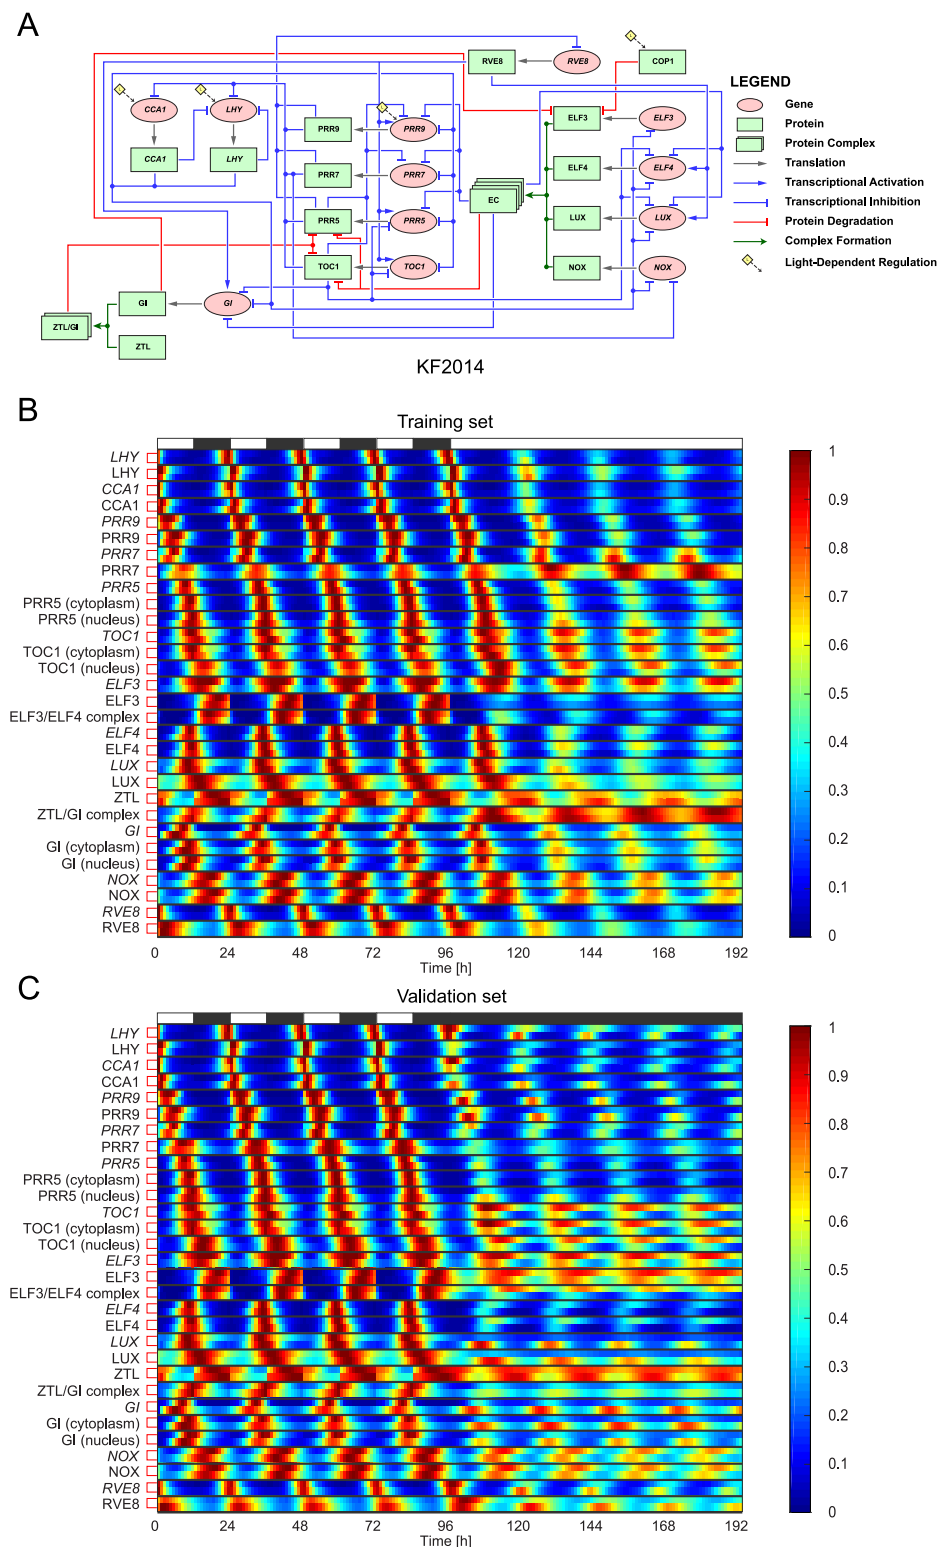 A
RVE8
RVE8
COP1
LEGEND
Gene
Protein
Protein Complex
Translation
Transcriptional Activation
Transcriptional Inhibition
Protein Degradation
Complex Formation
Light-Dependent Regulation
CCA1
LHY
CCA1
LHY
PRR9
PRR9
PRR7
PRR7
PRR5
PRR5
TOC1
TOC1
EC
ELF3
ELF3
ELF4
ELF4
LUX
LUX
NOX
NOX
GI
GI
ZTL/GI
ZTL
KF2014
B
Training set
LHY
LHY
CCA1
CCA1
PRR9
PRR9
PRR7
PRR7
PRR5
PRR5 (cytoplasm)
PRR5 (nucleus)
TOC1
TOC1 (cytoplasm)
TOC1 (nucleus)
ELF3
ELF3
ELF3/ELF4 complex
ELF4
ELF4
LUX
LUX
ZTL
ZTL/GI complex
GI
GI (cytoplasm)
GI (nucleus)
NOX
NOX
RVE8
RVE8
0 24 48 72 96 120 144 168 192
Time [h]
1
0.9
0.8
0.7
0.6
0.5
0.4
0.3
0.2
0.1
0
C
Validation set
LHY
LHY
CCA1
CCA1
PRR9
PRR9
PRR7
PRR7
PRR5
PRR5 (cytoplasm)
PRR5 (nucleus)
TOC1
TOC1 (cytoplasm)
TOC1 (nucleus)
ELF3
ELF3
ELF3/ELF4 complex
ELF4
ELF4
LUX
LUX
ZTL
ZTL/GI complex
GI
GI (cytoplasm)
GI (nucleus)
NOX
NOX
RVE8
RVE8
0 24 48 72 96 120 144 168 192
Time [h]
1
0.9
0.8
0.7
0.6
0.5
0.4
0.3
0.2
0.1
0